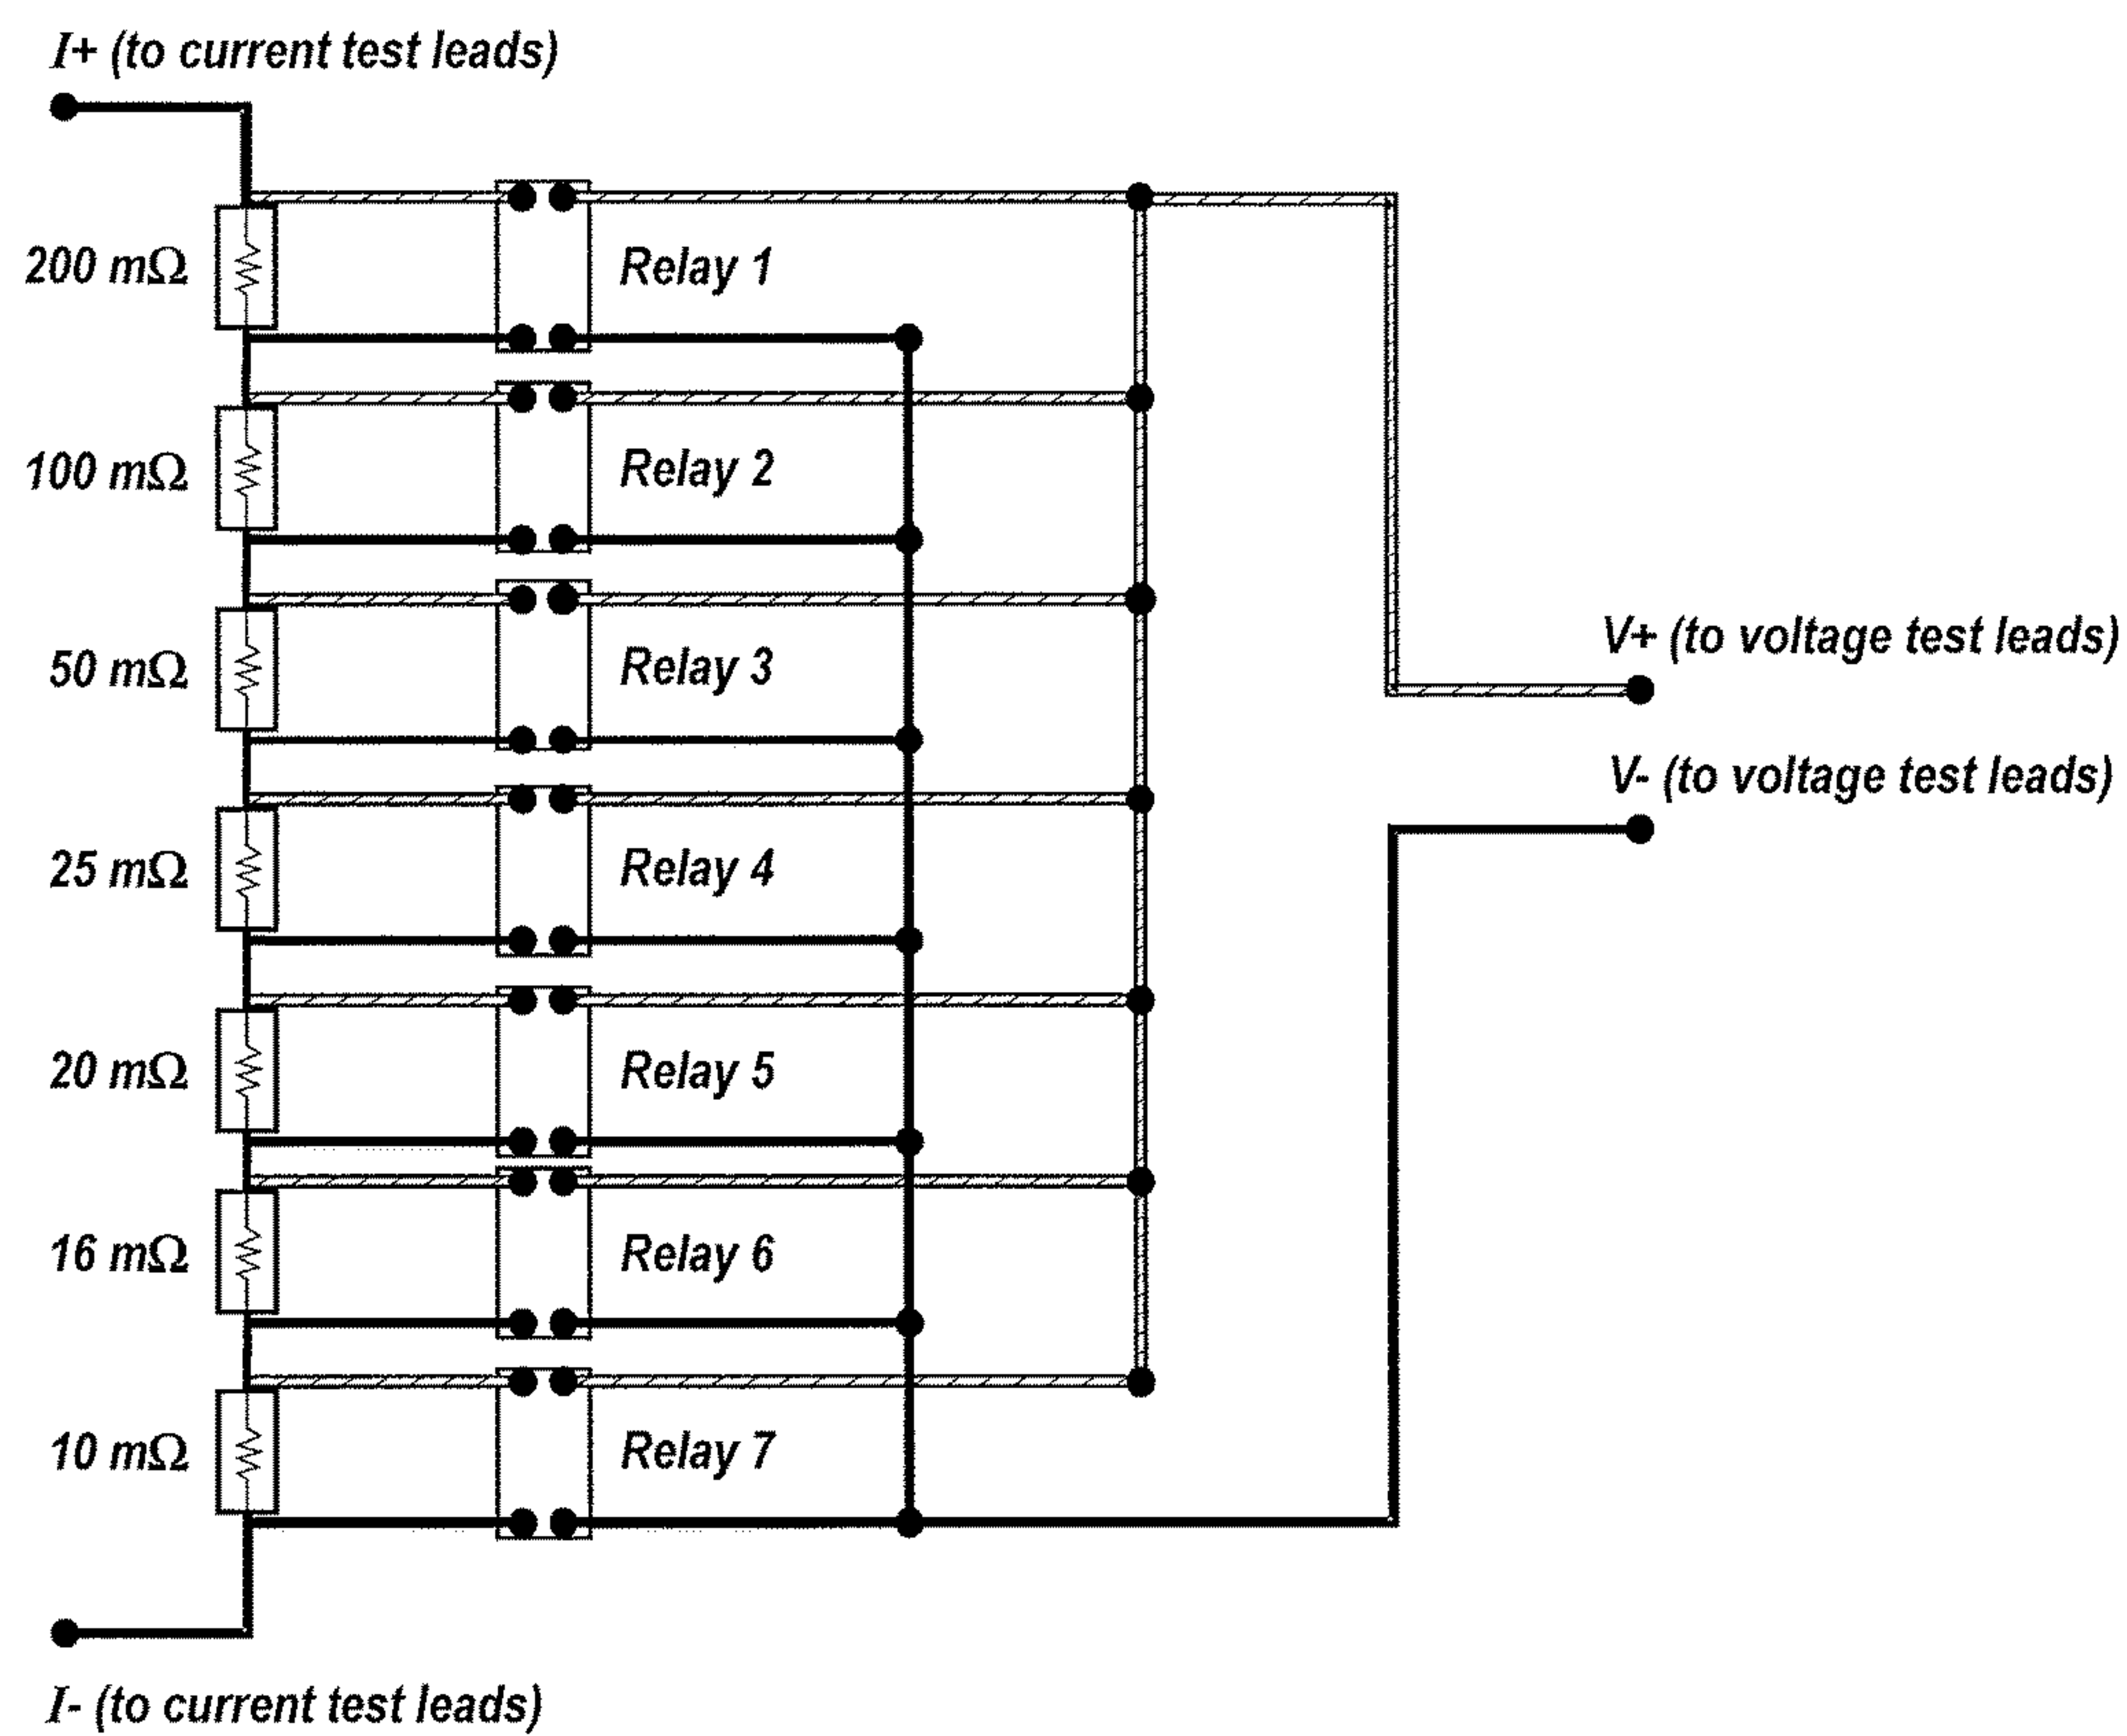 I+ (to current test leads)
200 mΩ
Relay 1
100 mΩ
Relay 2
50 mΩ
Relay 3
V+ (to voltage test leads)
V- (to voltage test leads)
25 mΩ
Relay 4
20 mΩ
Relay 5
16 mΩ
Relay 6
10 mΩ
Relay 7
I- (to current test leads)